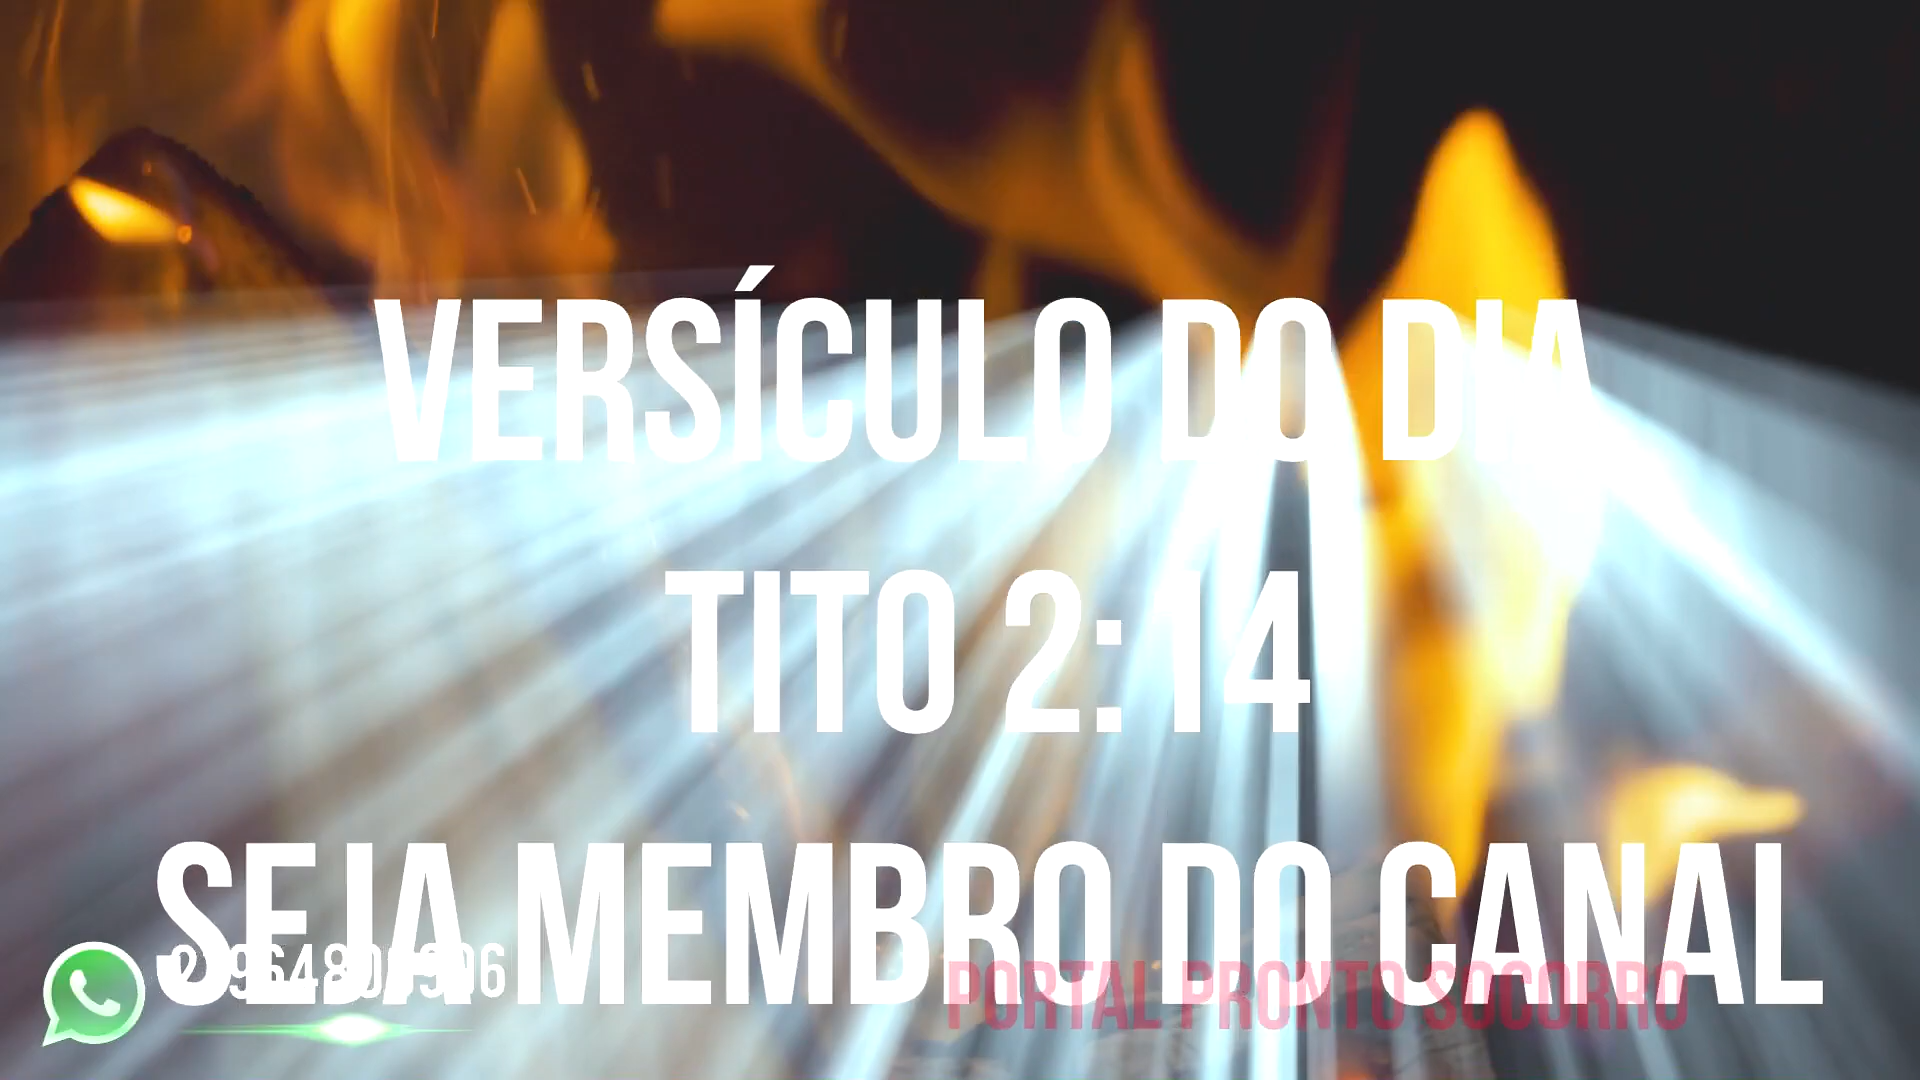 VERSÍCULO DO DIA
TITO 2:14
SEJA MEMBRO DO CANAL
PORTAL PRONTO SOCORRO